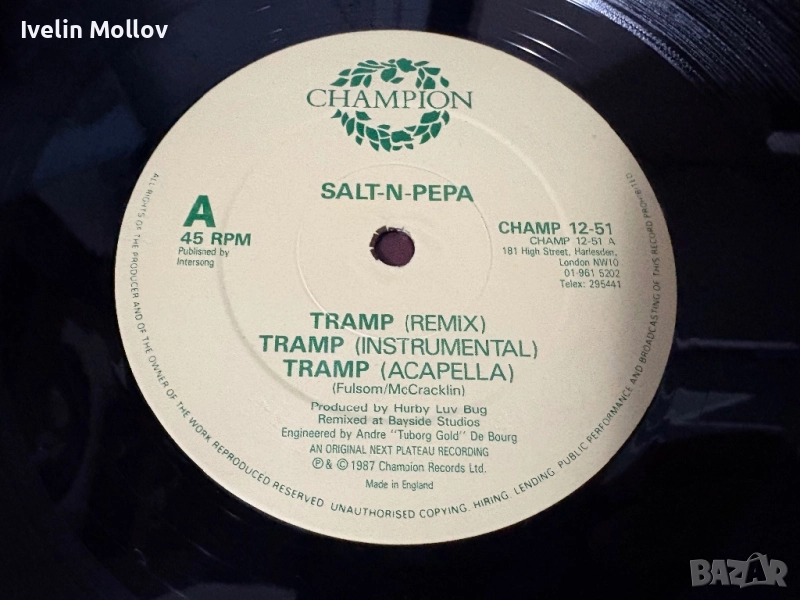 Ivelin Mollov
CHAMPION
SALT-N-PEPA
A
45 RPM
Published by
Intersong
CHAMP 12-51
CHAMP 12-51 A
181 High Street, Harlesden,
London NW10
01-961 5202
Telex: 295441
TRAMP (REMIX)
TRAMP (INSTRUMENTAL)
TRAMP (ACAPELLA)
(Fulsom/McCracklin)
Produced by Hurby Luv Bug
Remixed at Bayside Studios
Engineered by Andre "Tuborg Gold" De Bourg
AN ORIGINAL NEXT PLATEAU RECORDING
℗ & © 1987 Champion Records Ltd.
Made in England
ALL RIGHTS OF THE PRODUCER AND OF THE OWNER OF THE WORK REPRODUCED RESERVED. UNAUTHORISED COPYING, HIRING, LENDING, PUBLIC PERFORMANCE AND BROADCASTING OF THIS RECORD PROHIBITED
BAZAR